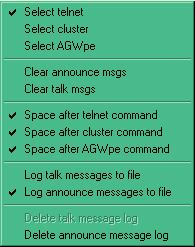 Select telnet
Select cluster
Select AGWpe
Clear announce msgs
Clear talk msgs
Space after telnet command
Space after cluster command
Space after AGWpe command
Log talk messages to file
Log announce messages to file
Delete talk message log
Delete announce message log